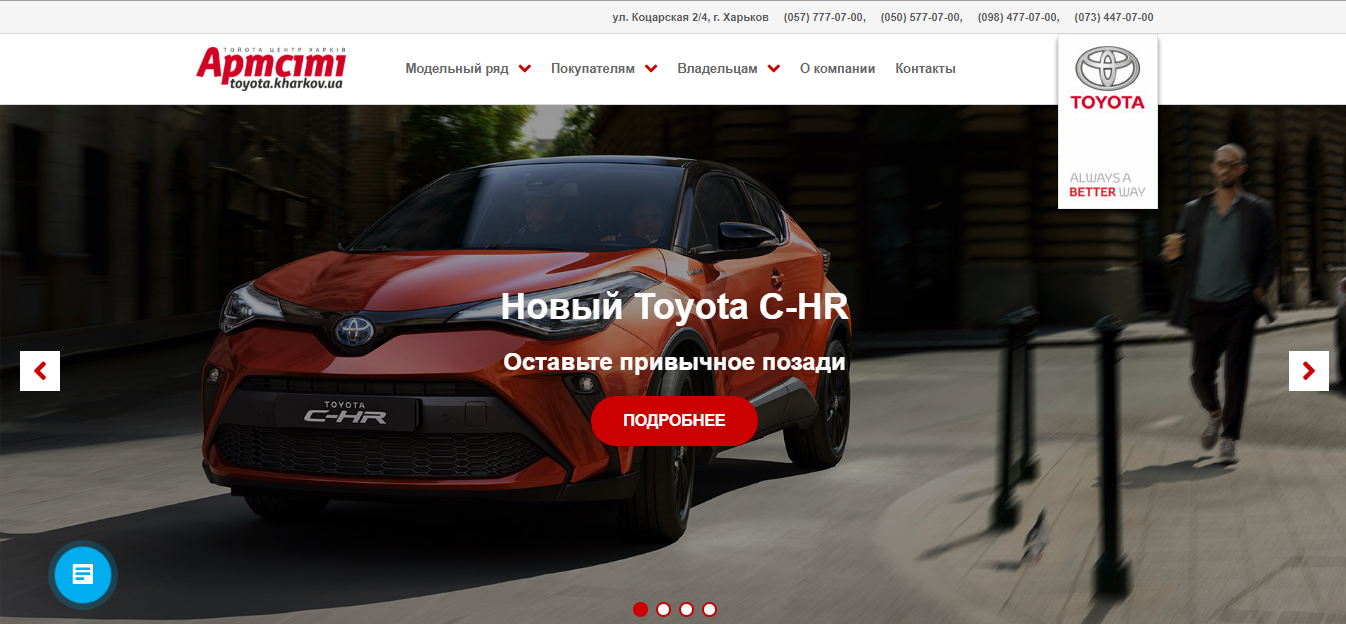 ул. Коцарская 2/4, г. Харьков (057) 777-07-00, (050) 577-07-00, (098) 477-07-00, (073) 447-07-00
ТОЙОТА ЦЕНТР ХАРКІВ
Артсіті
toyota.kharkov.ua
Модельный ряд Покупателям Владельцам О компании Контакты
TOYOTA
ALWAYS A
BETTER WAY
Новый Toyota C-HR
Оставьте привычное позади
ПОДРОБНЕЕ
TOYOTA
C-HR